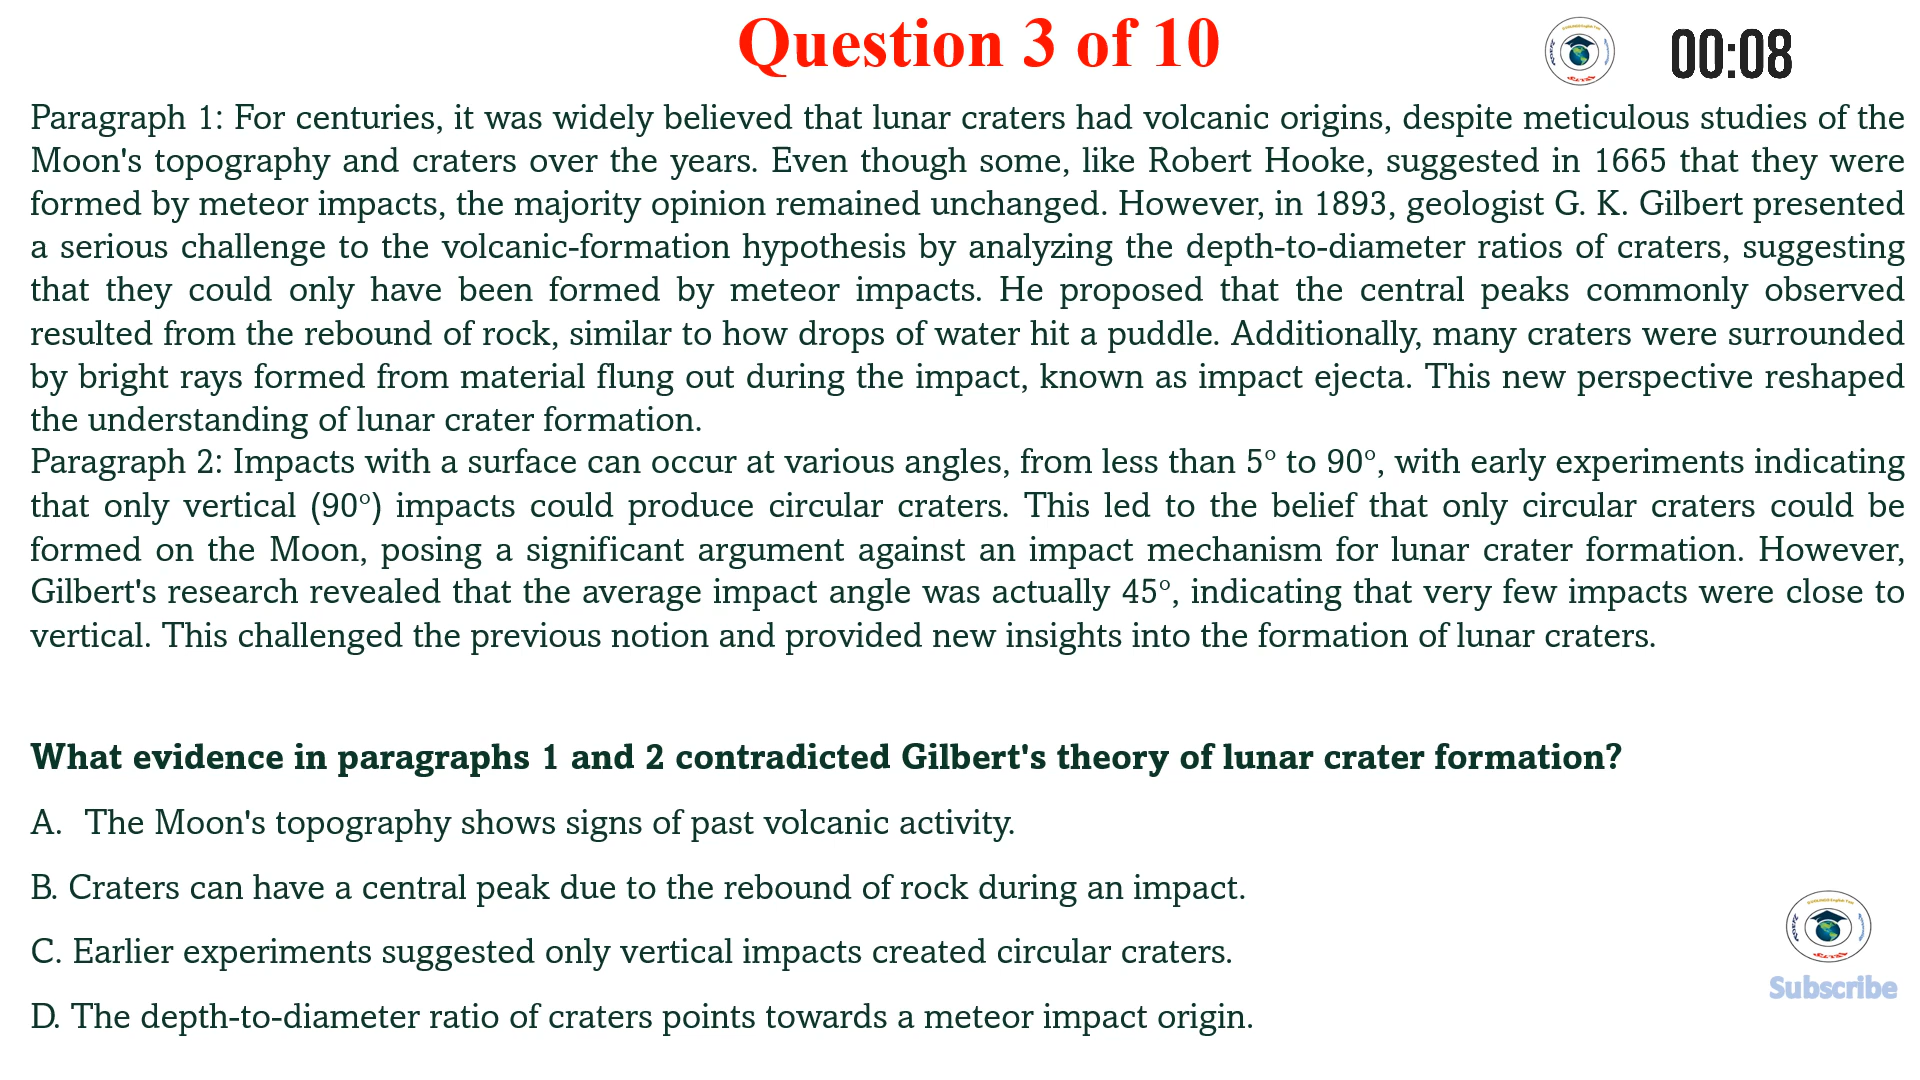 Question 3 of 10
00:08
Paragraph 1: For centuries, it was widely believed that lunar craters had volcanic origins, despite meticulous studies of the
Moon's topography and craters over the years. Even though some, like Robert Hooke, suggested in 1665 that they were
formed by meteor impacts, the majority opinion remained unchanged. However, in 1893, geologist G. K. Gilbert presented
a serious challenge to the volcanic-formation hypothesis by analyzing the depth-to-diameter ratios of craters, suggesting
that they could only have been formed by meteor impacts. He proposed that the central peaks commonly observed
resulted from the rebound of rock, similar to how drops of water hit a puddle. Additionally, many craters were surrounded
by bright rays formed from material flung out during the impact, known as impact ejecta. This new perspective reshaped
the understanding of lunar crater formation.
Paragraph 2: Impacts with a surface can occur at various angles, from less than 5° to 90°, with early experiments indicating
that only vertical (90°) impacts could produce circular craters. This led to the belief that only circular craters could be
formed on the Moon, posing a significant argument against an impact mechanism for lunar crater formation. However,
Gilbert's research revealed that the average impact angle was actually 45°, indicating that very few impacts were close to
vertical. This challenged the previous notion and provided new insights into the formation of lunar craters.
What evidence in paragraphs 1 and 2 contradicted Gilbert's theory of lunar crater formation?
A. The Moon's topography shows signs of past volcanic activity.
B. Craters can have a central peak due to the rebound of rock during an impact.
C. Earlier experiments suggested only vertical impacts created circular craters.
D. The depth-to-diameter ratio of craters points towards a meteor impact origin.
Subscribe